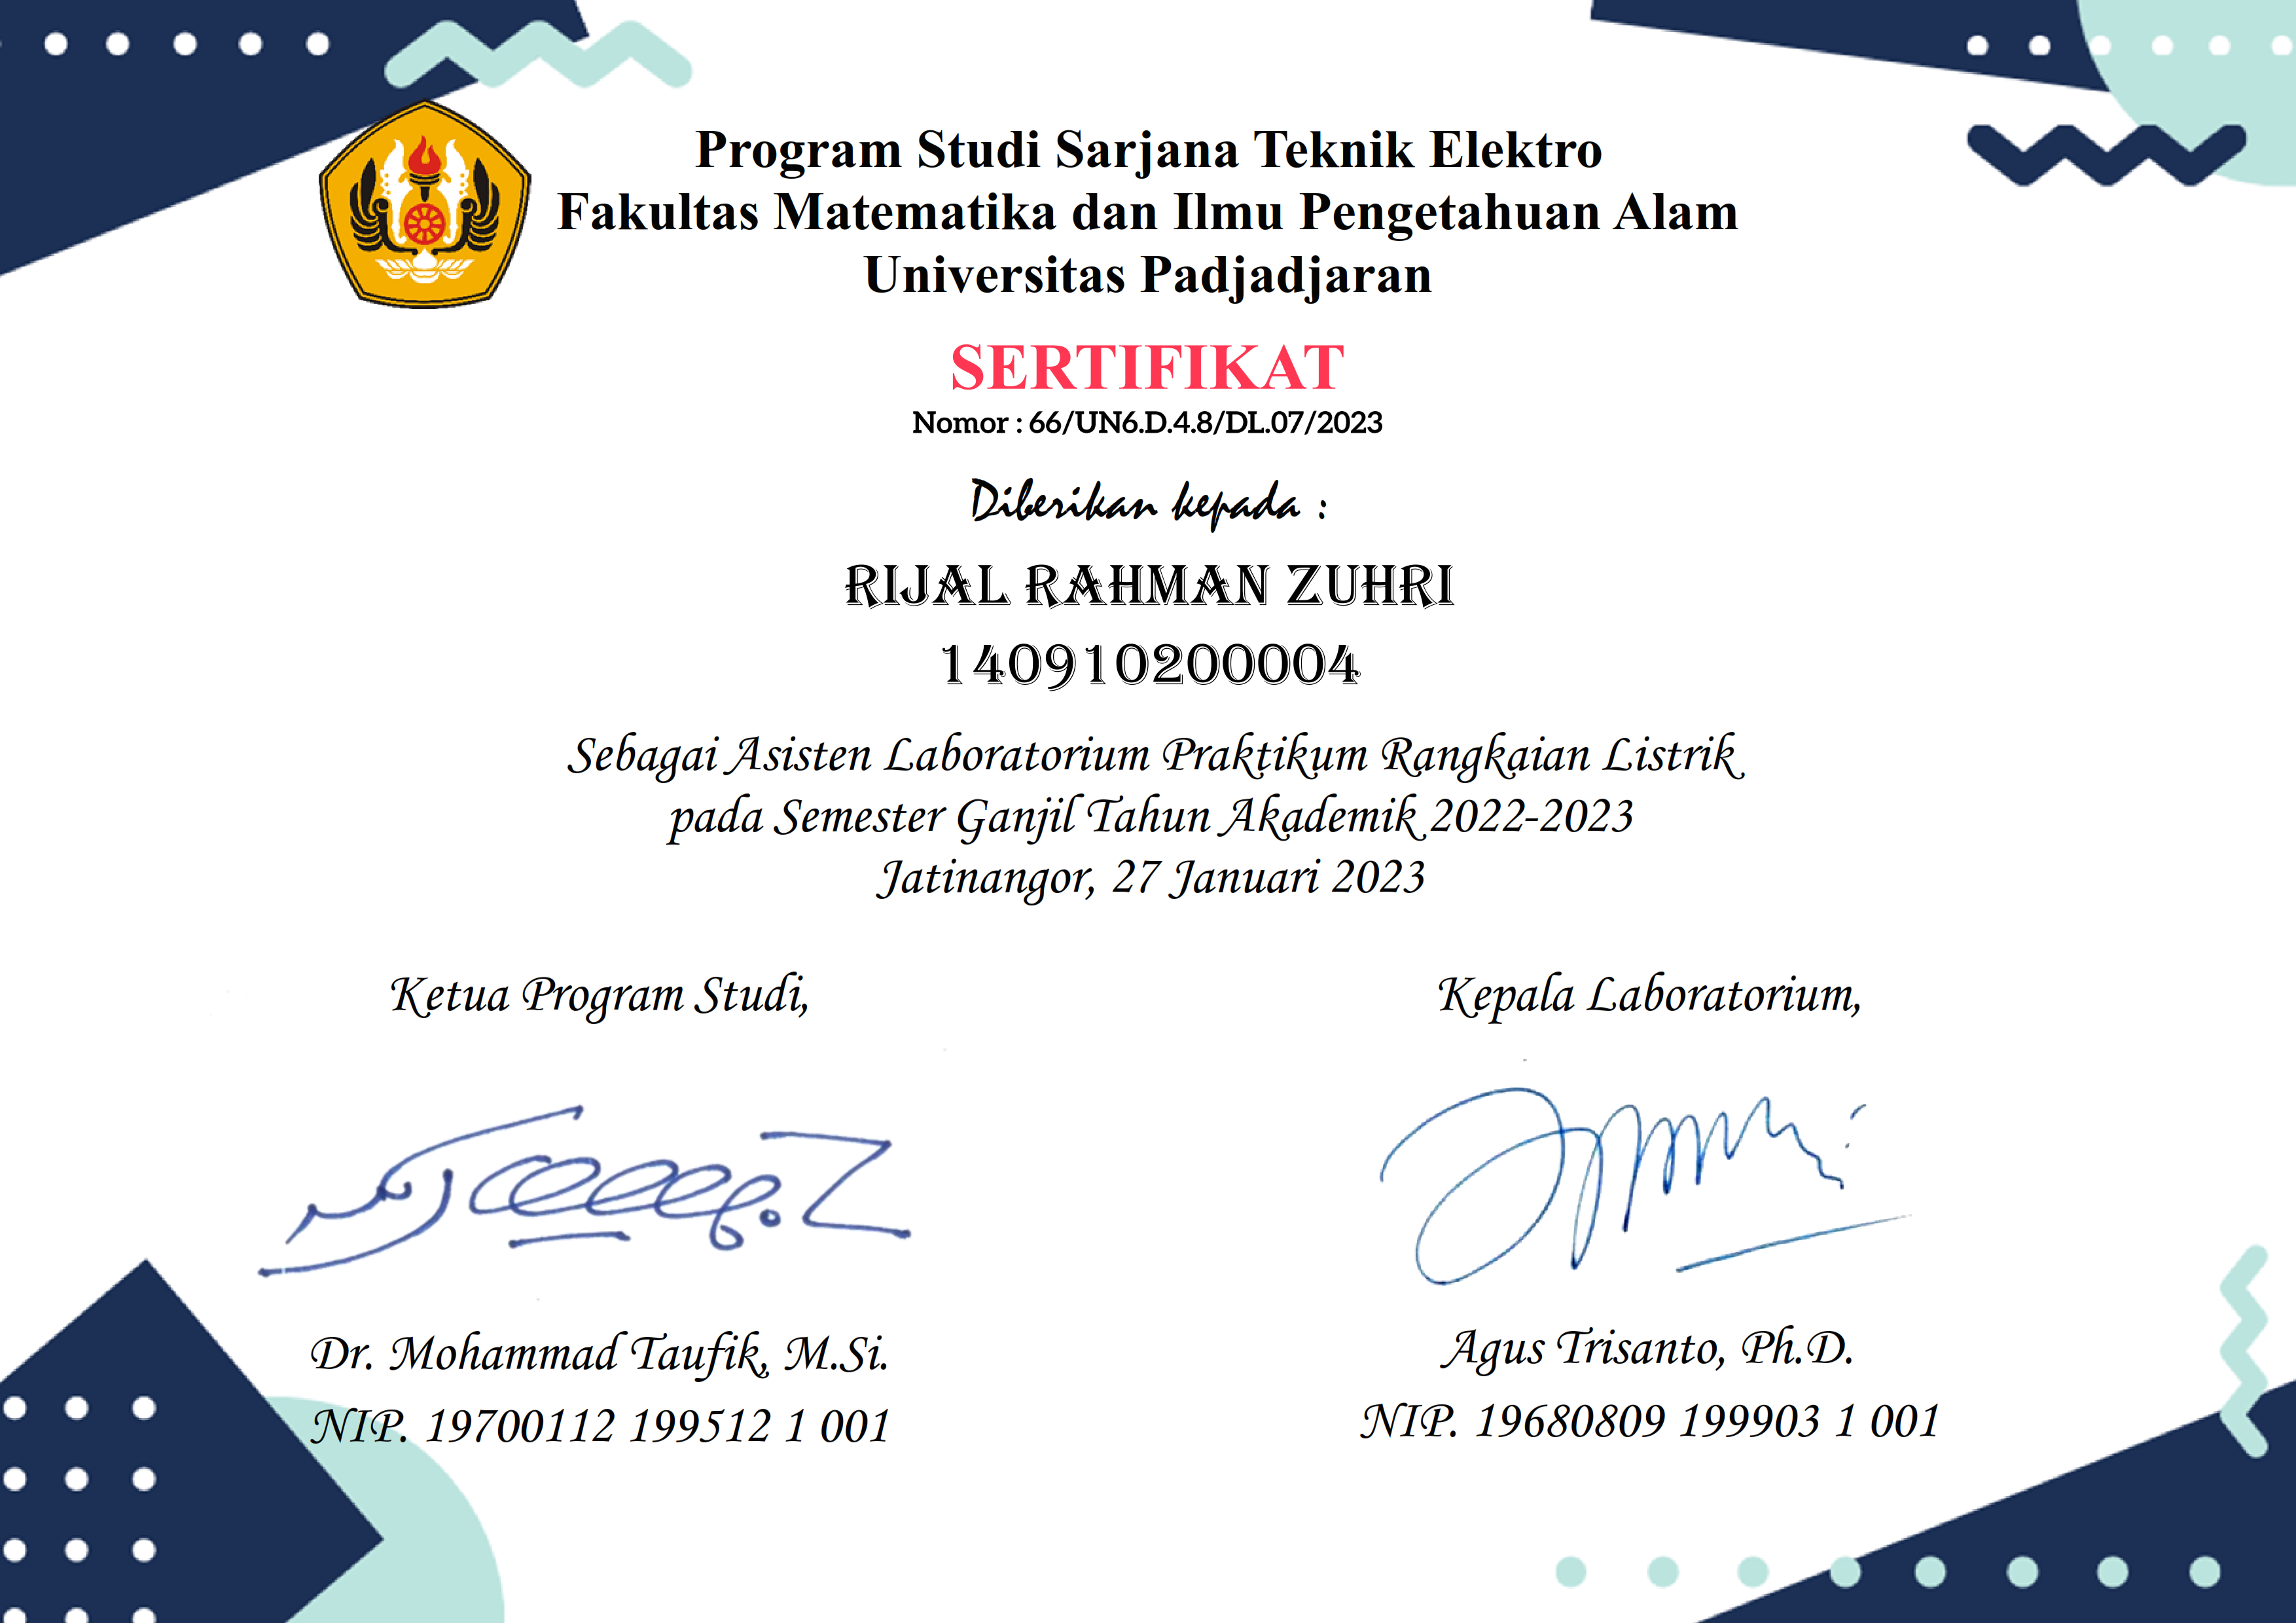 Program Studi Sarjana Teknik Elektro
Fakultas Matematika dan Ilmu Pengetahuan Alam
Universitas Padjadjaran
SERTIFIKAT
Nomor : 66/UN6.D.4.8/DL.07/2023
Diberikan kepada :
RIJAL RAHMAN ZUHRI
140910200004
Sebagai Asisten Laboratorium Praktikum Rangkaian Listrik
pada Semester Ganjil Tahun Akademik 2022-2023
Jatinangor, 27 Januari 2023
Ketua Program Studi,
Kepala Laboratorium,
Dr. Mohammad Taufik, M.Si.
Agus Trisanto, Ph.D.
NIP. 19700112 199512 1 001
NIP. 19680809 199903 1 001